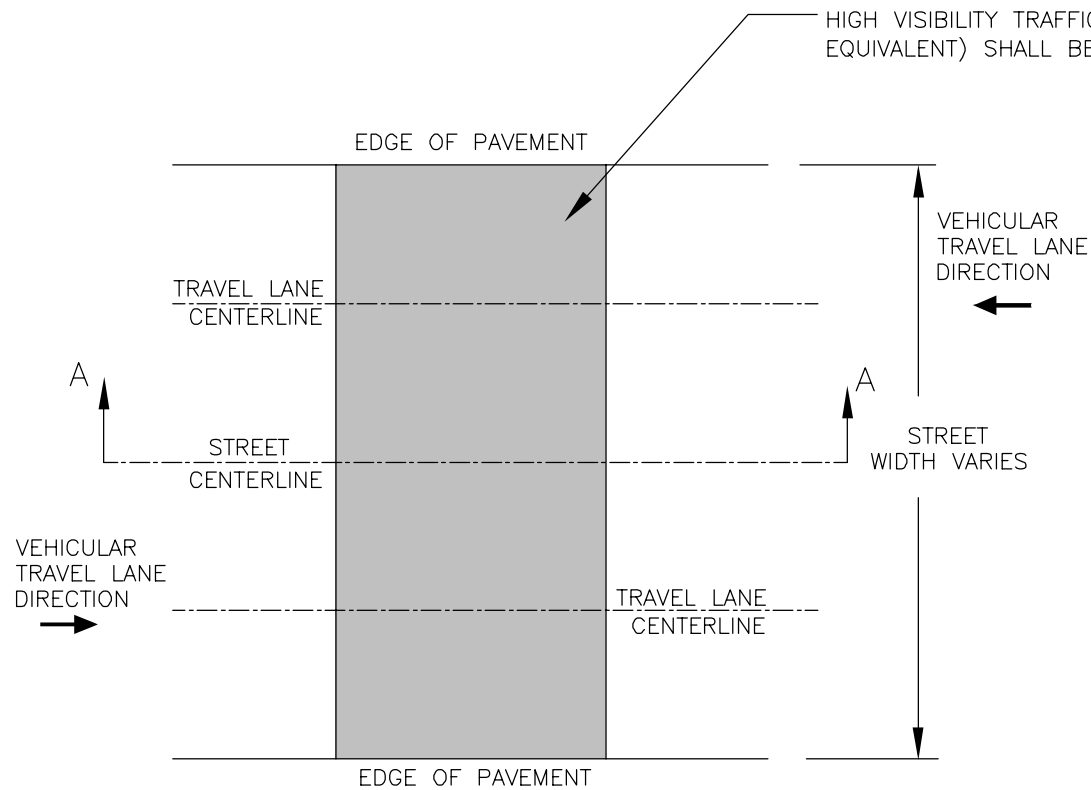 HIGH VISIBILITY TRAFFIC
EQUIVALENT) SHALL BE
EDGE OF PAVEMENT
VEHICULAR
TRAVEL LANE
DIRECTION
TRAVEL LANE
CENTERLINE
A
A
STREET
CENTERLINE
STREET
WIDTH VARIES
VEHICULAR
TRAVEL LANE
DIRECTION
TRAVEL LANE
CENTERLINE
EDGE OF PAVEMENT